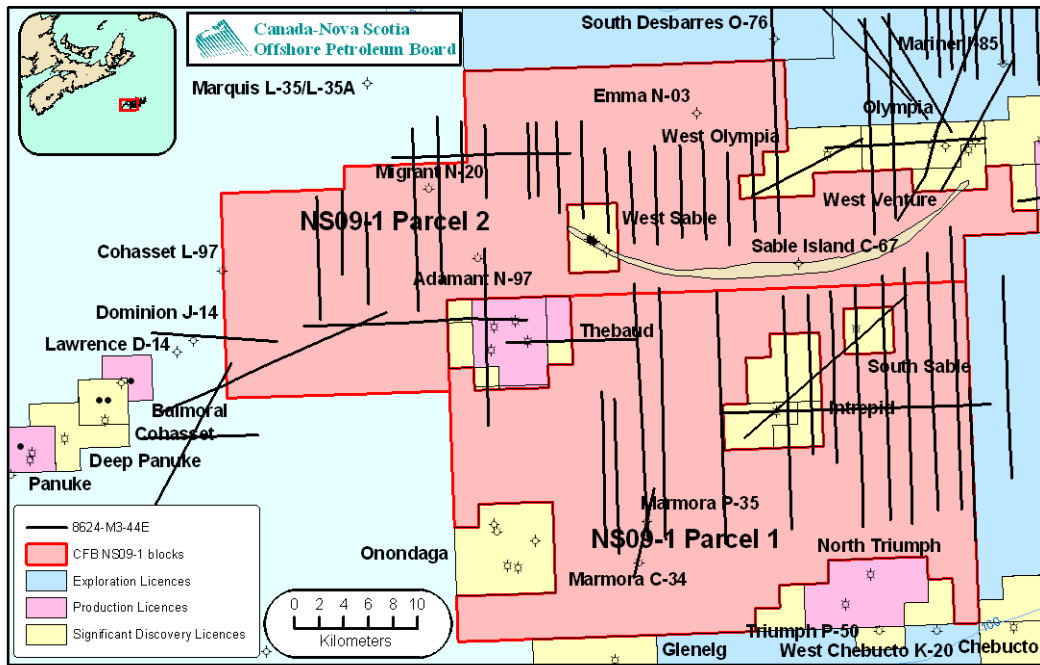 Canada-Nova Scotia
Offshore Petroleum Board
South Desbarres O-76
Mariner I-85
Marquis L-35/L-35A
Emma N-03
Olympia
West Olympia
Migrant N-20
West Venture
NS09-1 Parcel 2
West Sable
Sable Island C-67
Cohasset L-97
Adamant N-97
Dominion J-14
Thebaud
Lawrence D-14
South Sable
Balmoral
Intrepid
Cohasset
Deep Panuke
Panuke
Marmora P-35
NS09-1 Parcel 1
North Triumph
Onondaga
Marmora C-34
8624-M3-44E
CFB NS09-1 blocks
Exploration Licences
Production Licences
Significant Discovery Licences
0 2 4 6 8 10
Kilometers
Triumph P-50
100
Glenelg
West Chebucto K-20
Chebucto